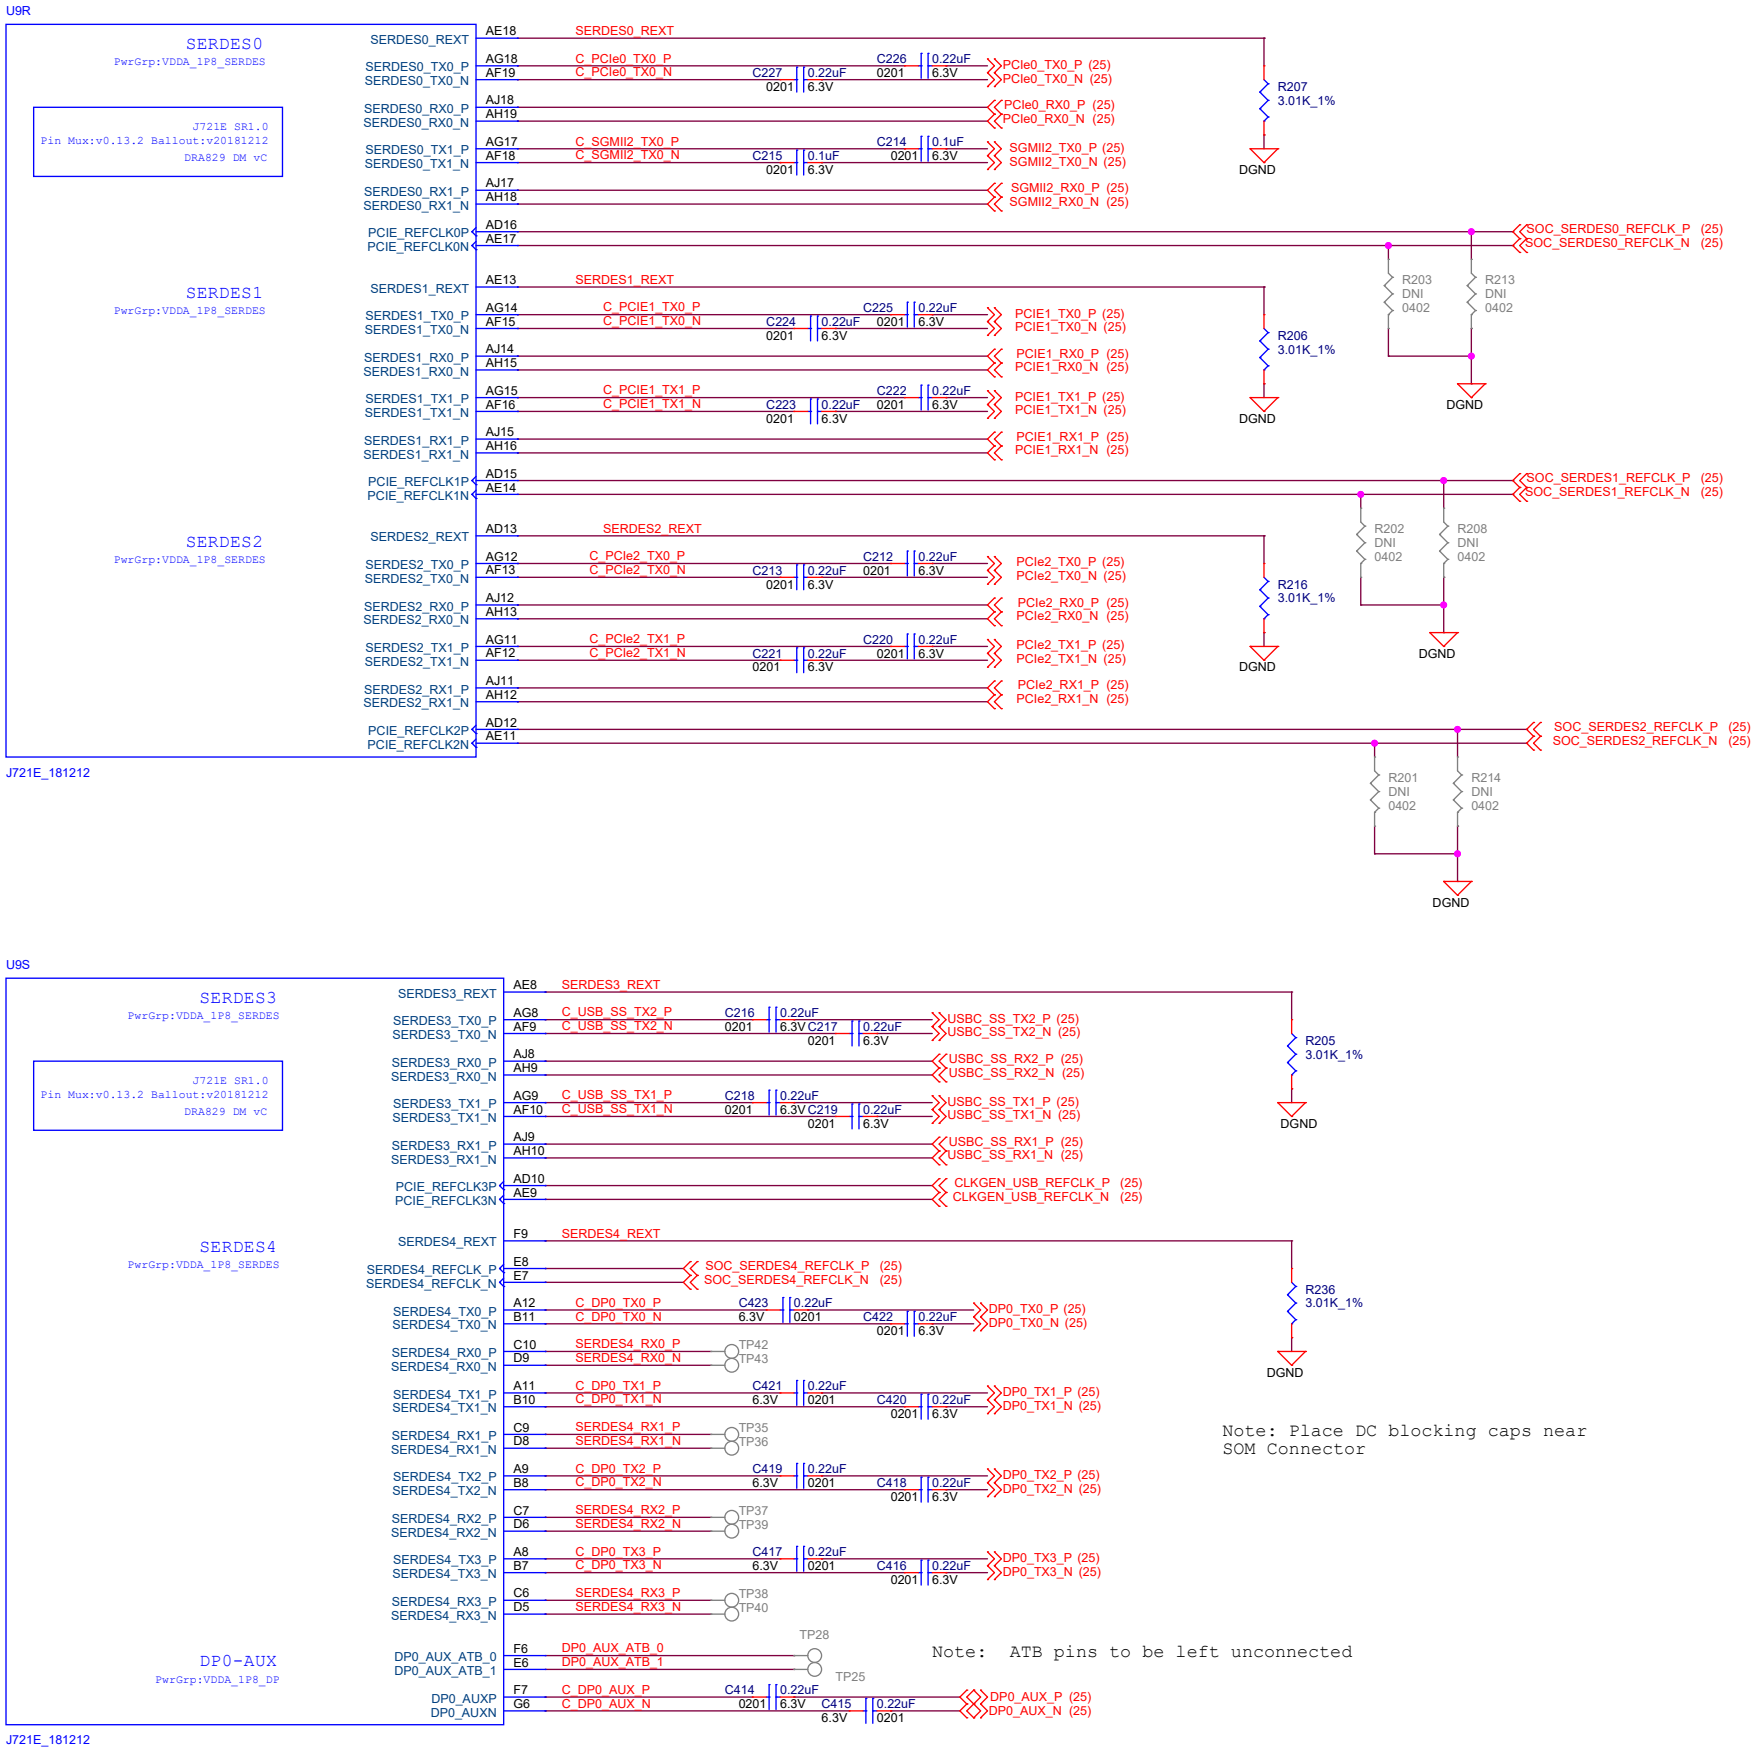 U9R
SERDES0
PwrGrp:VDDA_1P8_SERDES
J721E SR1.0
Pin Mux:v0.13.2 Ballout:v20181212
DRA829 DM vC
SERDES0_REXT AE18 SERDES0_REXT
SERDES0_TX0_P AG18 C_PCIe0_TX0_P C226 0.22uF 0201 6.3V PCIe0_TX0_P (25)
SERDES0_TX0_N AF19 C_PCIe0_TX0_N C227 0.22uF 0201 6.3V PCIe0_TX0_N (25)
R207
3.01K_1%
DGND
SERDES0_RX0_P AJ18 PCIe0_RX0_P (25)
SERDES0_RX0_N AH19 PCIe0_RX0_N (25)
SERDES0_TX1_P AG17 C_SGMII2_TX0_P C214 0.1uF 0201 6.3V SGMII2_TX0_P (25)
SERDES0_TX1_N AF18 C_SGMII2_TX0_N C215 0.1uF 0201 6.3V SGMII2_TX0_N (25)
SERDES0_RX1_P AJ17 SGMII2_RX0_P (25)
SERDES0_RX1_N AH18 SGMII2_RX0_N (25)
PCIE_REFCLK0P AD16 SOC_SERDES0_REFCLK_P (25)
PCIE_REFCLK0N AE17 SOC_SERDES0_REFCLK_N (25)
R203 R213
DNI DNI
0402 0402
DGND
SERDES1
PwrGrp:VDDA_1P8_SERDES
SERDES1_REXT AE13 SERDES1_REXT
SERDES1_TX0_P AG14 C_PCIE1_TX0_P C225 0.22uF 0201 6.3V PCIE1_TX0_P (25)
SERDES1_TX0_N AF15 C_PCIE1_TX0_N C224 0.22uF 0201 6.3V PCIE1_TX0_N (25)
R206
3.01K_1%
DGND
SERDES1_RX0_P AJ14 PCIE1_RX0_P (25)
SERDES1_RX0_N AH15 PCIE1_RX0_N (25)
SERDES1_TX1_P AG15 C_PCIE1_TX1_P C222 0.22uF 0201 6.3V PCIE1_TX1_P (25)
SERDES1_TX1_N AF16 C_PCIE1_TX1_N C223 0.22uF 0201 6.3V PCIE1_TX1_N (25)
SERDES1_RX1_P AJ15 PCIE1_RX1_P (25)
SERDES1_RX1_N AH16 PCIE1_RX1_N (25)
PCIE_REFCLK1P AD15 SOC_SERDES1_REFCLK_P (25)
PCIE_REFCLK1N AE14 SOC_SERDES1_REFCLK_N (25)
R202 R208
DNI DNI
0402 0402
DGND
SERDES2
PwrGrp:VDDA_1P8_SERDES
SERDES2_REXT AD13 SERDES2_REXT
SERDES2_TX0_P AG12 C_PCIe2_TX0_P C212 0.22uF 0201 6.3V PCIe2_TX0_P (25)
SERDES2_TX0_N AF13 C_PCIe2_TX0_N C213 0.22uF 0201 6.3V PCIe2_TX0_N (25)
R216
3.01K_1%
DGND
SERDES2_RX0_P AJ12 PCIe2_RX0_P (25)
SERDES2_RX0_N AH13 PCIe2_RX0_N (25)
SERDES2_TX1_P AG11 C_PCIe2_TX1_P C220 0.22uF 0201 6.3V PCIe2_TX1_P (25)
SERDES2_TX1_N AF12 C_PCIe2_TX1_N C221 0.22uF 0201 6.3V PCIe2_TX1_N (25)
SERDES2_RX1_P AJ11 PCIe2_RX1_P (25)
SERDES2_RX1_N AH12 PCIe2_RX1_N (25)
PCIE_REFCLK2P AD12 SOC_SERDES2_REFCLK_P (25)
PCIE_REFCLK2N AE11 SOC_SERDES2_REFCLK_N (25)
R201 R214
DNI DNI
0402 0402
DGND
J721E_181212
U9S
SERDES3
PwrGrp:VDDA_1P8_SERDES
J721E SR1.0
Pin Mux:v0.13.2 Ballout:v20181212
DRA829 DM vC
SERDES3_REXT AE8 SERDES3_REXT
SERDES3_TX0_P AG8 C_USB_SS_TX2_P C216 0.22uF 0201 6.3V USBC_SS_TX2_P (25)
SERDES3_TX0_N AF9 C_USB_SS_TX2_N C217 0.22uF 0201 6.3V USBC_SS_TX2_N (25)
R205
3.01K_1%
DGND
SERDES3_RX0_P AJ8 USBC_SS_RX2_P (25)
SERDES3_RX0_N AH9 USBC_SS_RX2_N (25)
SERDES3_TX1_P AG9 C_USB_SS_TX1_P C218 0.22uF 0201 6.3V USBC_SS_TX1_P (25)
SERDES3_TX1_N AF10 C_USB_SS_TX1_N C219 0.22uF 0201 6.3V USBC_SS_TX1_N (25)
SERDES3_RX1_P AJ9 USBC_SS_RX1_P (25)
SERDES3_RX1_N AH10 USBC_SS_RX1_N (25)
PCIE_REFCLK3P AD10 CLKGEN_USB_REFCLK_P (25)
PCIE_REFCLK3N AE9 CLKGEN_USB_REFCLK_N (25)
SERDES4
PwrGrp:VDDA_1P8_SERDES
SERDES4_REXT F9 SERDES4_REXT
SERDES4_REFCLK_P E8 SOC_SERDES4_REFCLK_P (25)
SERDES4_REFCLK_N E7 SOC_SERDES4_REFCLK_N (25)
R236
3.01K_1%
DGND
SERDES4_TX0_P A12 C_DP0_TX0_P C423 0.22uF 6.3V 0201 DP0_TX0_P (25)
SERDES4_TX0_N B11 C_DP0_TX0_N C422 0.22uF 0201 6.3V DP0_TX0_N (25)
SERDES4_RX0_P C10 SERDES4_RX0_P TP42
SERDES4_RX0_N D9 SERDES4_RX0_N TP43
SERDES4_TX1_P A11 C_DP0_TX1_P C421 0.22uF 6.3V 0201 DP0_TX1_P (25)
SERDES4_TX1_N B10 C_DP0_TX1_N C420 0.22uF 0201 6.3V DP0_TX1_N (25)
SERDES4_RX1_P C9 SERDES4_RX1_P TP35
SERDES4_RX1_N D8 SERDES4_RX1_N TP36
Note: Place DC blocking caps near
SOM Connector
SERDES4_TX2_P A9 C_DP0_TX2_P C419 0.22uF 6.3V 0201 DP0_TX2_P (25)
SERDES4_TX2_N B8 C_DP0_TX2_N C418 0.22uF 0201 6.3V DP0_TX2_N (25)
SERDES4_RX2_P C7 SERDES4_RX2_P TP37
SERDES4_RX2_N D6 SERDES4_RX2_N TP39
SERDES4_TX3_P A8 C_DP0_TX3_P C417 0.22uF 6.3V 0201 DP0_TX3_P (25)
SERDES4_TX3_N B7 C_DP0_TX3_N C416 0.22uF 0201 6.3V DP0_TX3_N (25)
SERDES4_RX3_P C6 SERDES4_RX3_P TP38
SERDES4_RX3_N D5 SERDES4_RX3_N TP40
DP0-AUX
PwrGrp:VDDA_1P8_DP
DP0_AUX_ATB_0 F6 DP0_AUX_ATB_0 TP28
DP0_AUX_ATB_1 E6 DP0_AUX_ATB_1 TP25
Note: ATB pins to be left unconnected
DP0_AUXP F7 C_DP0_AUX_P C414 0.22uF 0201 6.3V DP0_AUX_P (25)
DP0_AUXN G6 C_DP0_AUX_N C415 0.22uF 6.3V 0201 DP0_AUX_N (25)
J721E_181212